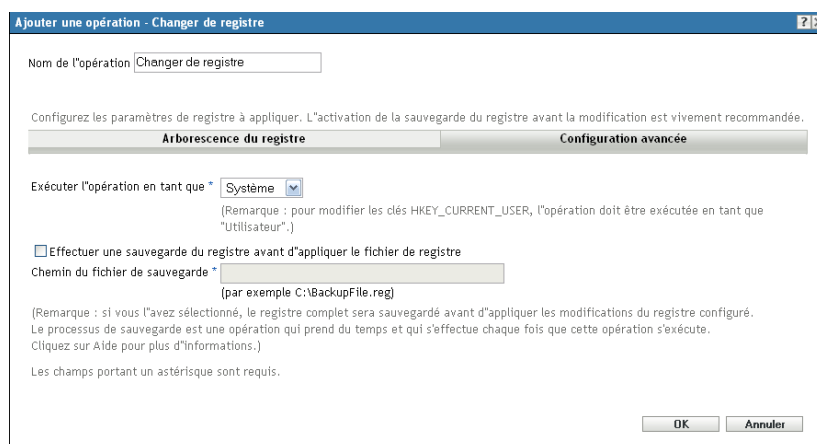 Ajouter une opération - Changer de registre
?
Nom de l"opération Changer de registre
Configurez les paramètres de registre à appliquer. L"activation de la sauvegarde du registre avant la modification est vivement recommandée.
Arborescence du registre Configuration avancée
Exécuter l"opération en tant que * Système
(Remarque : pour modifier les clés HKEY_CURRENT_USER, l"opération doit être exécutée en tant que
"Utilisateur".)
Effectuer une sauvegarde du registre avant d"appliquer le fichier de registre
Chemin du fichier de sauvegarde *
(par exemple C:\BackupFile.reg)
(Remarque : si vous l"avez sélectionné, le registre complet sera sauvegardé avant d"appliquer les modifications du registre configuré.
Le processus de sauvegarde est une opération qui prend du temps et qui s'effectue chaque fois que cette opération s'exécute.
Cliquez sur Aide pour plus d"informations.)
Les champs portant un astérisque sont requis.
OK Annuler